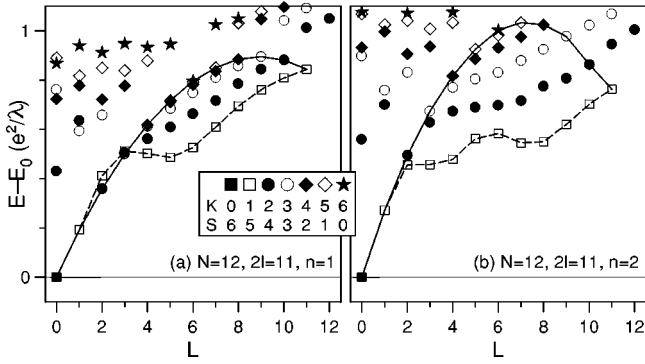 E−E₀ (e²/λ)
1
0
K 0 1 2 3 4 5 6
S 6 5 4 3 2 1 0
(a) N=12, 2l=11, n=1
(b) N=12, 2l=11, n=2
0 2 4 6 8 10 12
0 2 4 6 8 10 12
L
L